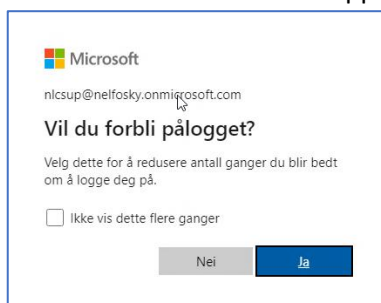 Microsoft
nlcsup@nelfosky.onmicrosoft.com
Vil du forbli pålogget?
Velg dette for å redusere antall ganger du blir bedt
om å logge deg på.
Ikke vis dette flere ganger
Nei
Ja